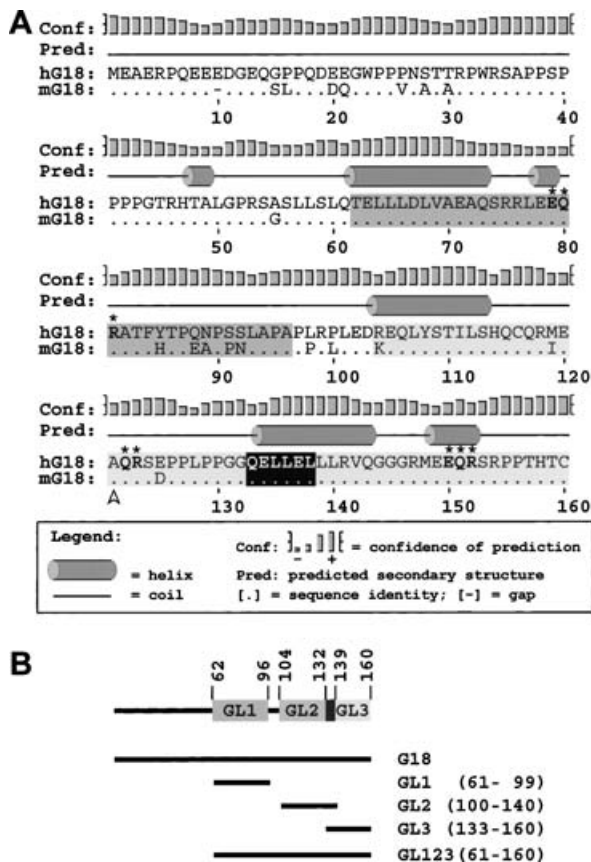 A
Conf:
Pred:
hG18: MEAERPQEEEDGEQGPPQDEEGWPPPNSTTRPWRSAPPSP
mG18: .........-....SL...DQ....V.A.A..........
10 20 30 40
Conf:
Pred:
* *
hG18: PPPGTRHTALGPRSASLLSLQTELLLDLVAEAQSRRLEEQ
mG18: ..............G.........................
50 60 70 80
Conf:
Pred:
*
hG18: RATFYTPQNPSSLAPAPLRPLEDREQLYSTILSHQCQRME
mG18: ....H..EA.PN.....P.L...K..............I.
90 100 110 120
Conf:
Pred:
** ***
hG18: AQRSEPPLPPGGQELLELLLRVQGGGRMEEQRSRPPTHTC
mG18: ....D...................................
130 140 150 160
Legend:
Conf: = confidence of prediction
- +
= helix Pred: predicted secondary structure
= coil [.] = sequence identity; [-] = gap
B
62 96 104 132 139 160
GL1 GL2 GL3
G18
GL1 (61- 99)
GL2 (100-140)
GL3 (133-160)
GL123 (61-160)